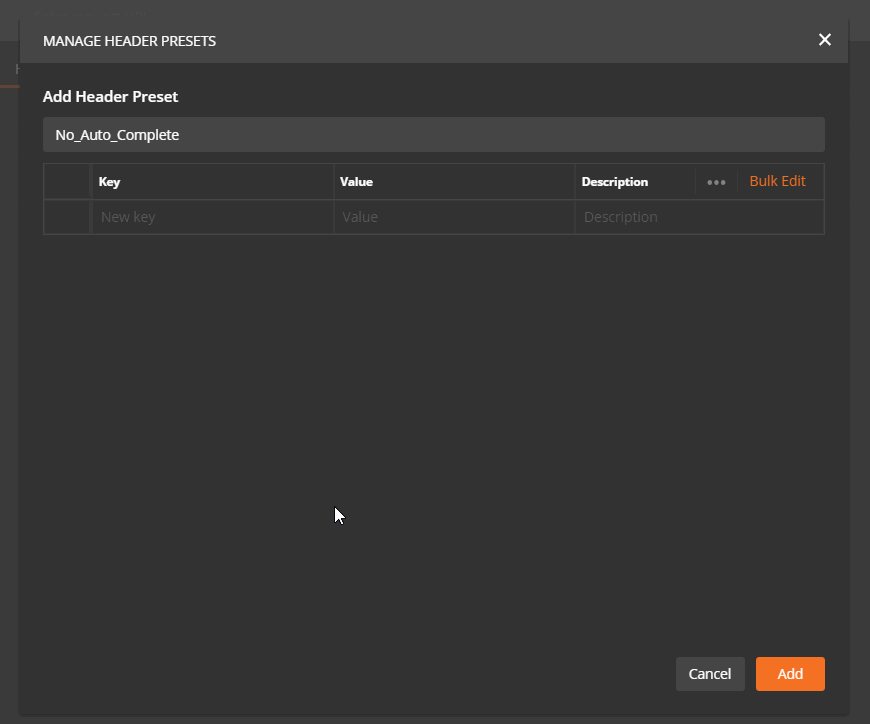 MANAGE HEADER PRESETS
Add Header Preset
No_Auto_Complete
Key Value Description ••• Bulk Edit
New key Value Description
Cancel Add